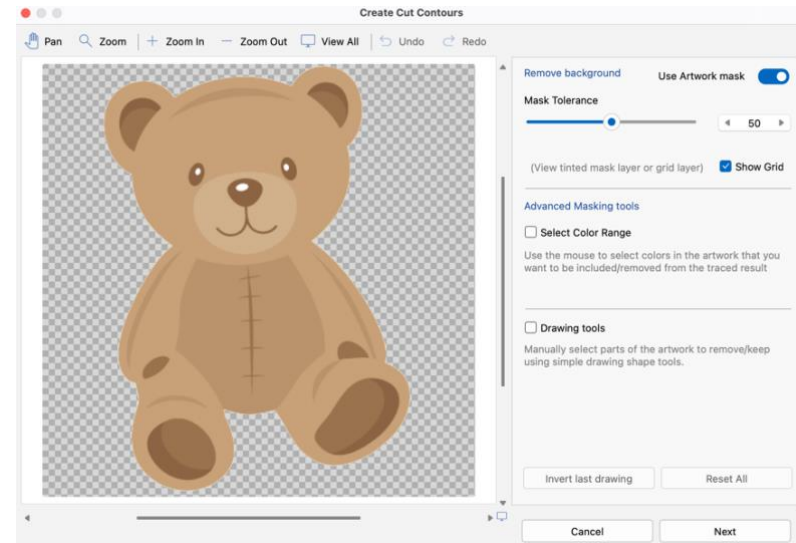 Create Cut Contours
Pan Zoom Zoom In Zoom Out View All Undo Redo
Remove background Use Artwork mask
Mask Tolerance
50
(View tinted mask layer or grid layer) Show Grid
Advanced Masking tools
Select Color Range
Use the mouse to select colors in the artwork that you
want to be included/removed from the traced result
Drawing tools
Manually select parts of the artwork to remove/keep
using simple drawing shape tools.
Invert last drawing Reset All
Cancel Next